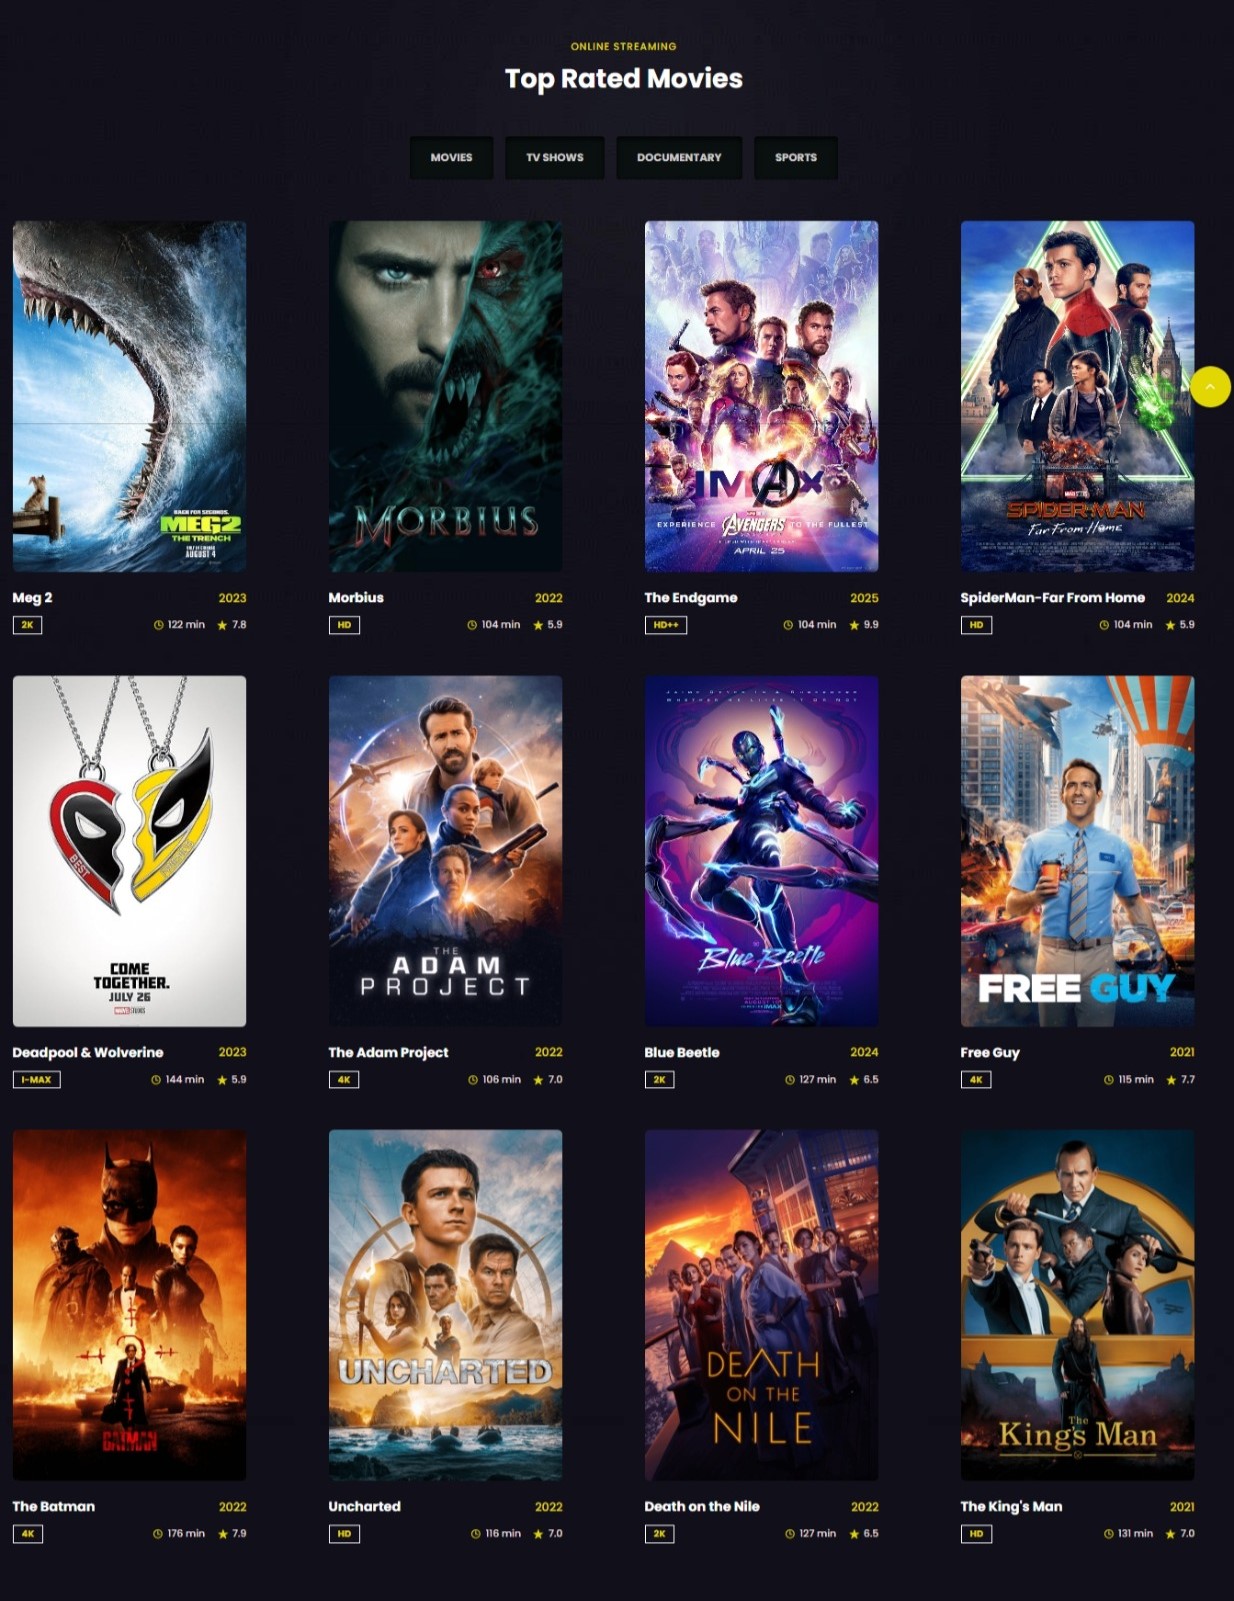 ONLINE STREAMING
Top Rated Movies
MOVIES TV SHOWS DOCUMENTARY SPORTS
BACK FOR SECONDS.
MEG2
THE TRENCH
AUGUST 4
MORBIUS
IMAX
EXPERIENCE AVENGERS TO THE FULLEST
APRIL 25
SPIDER-MAN
Far From Home
Meg 2 2023
2K 122 min 7.8
Morbius 2022
HD 104 min 5.9
The Endgame 2025
HD++ 104 min 9.9
SpiderMan-Far From Home 2024
HD 104 min 5.9
BEST
COME
TOGETHER.
JULY 26
MARVEL STUDIOS
THE
ADAM
PROJECT
Blue Beetle
FREE GUY
Deadpool & Wolverine 2023
I-MAX 144 min 5.9
The Adam Project 2022
4K 106 min 7.0
Blue Beetle 2024
2K 127 min 6.5
Free Guy 2021
4K 115 min 7.7
THE BATMAN
UNCHARTED
DEATH
ON THE
NILE
The
King's Man
The Batman 2022
4K 176 min 7.9
Uncharted 2022
HD 116 min 7.0
Death on the Nile 2022
2K 127 min 6.5
The King's Man 2021
HD 131 min 7.0